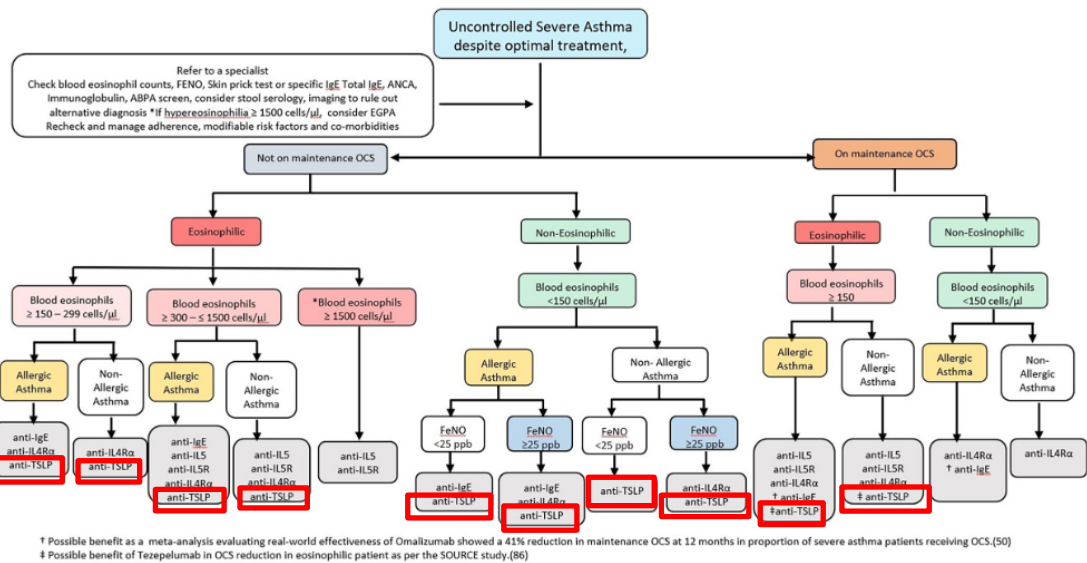 Uncontrolled Severe Asthma
despite optimal treatment,
Refer to a specialist
Check blood eosinophil counts, FENO, Skin prick test or specific IgE Total IgE, ANCA,
Immunoglobulin, ABPA screen, consider stool serology, imaging to rule out
alternative diagnosis *If hypereosinophilia ≥ 1500 cells/µl, consider EGPA
Recheck and manage adherence, modifiable risk factors and co-morbidities
Not on maintenance OCS
On maintenance OCS
Eosinophilic
Non-Eosinophilic
Eosinophilic
Non-Eosinophilic
Blood eosinophils
≥ 150 – 299 cells/µl
Blood eosinophils
≥ 300 – ≤ 1500 cells/µl
*Blood eosinophils
≥ 1500 cells/µl
Blood eosinophils
<150 cells/µl
Blood eosinophils
≥ 150
Blood eosinophils
<150 cells/µl
Allergic
Asthma
Non-
Allergic
Asthma
Allergic
Asthma
Non-
Allergic
Asthma
Allergic
Asthma
Non- Allergic
Asthma
Allergic
Asthma
Non-
Allergic
Asthma
Allergic
Asthma
Non-
Allergic
Asthma
FeNO
<25 ppb
FeNO
≥25 ppb
FeNO
<25 ppb
FeNO
≥25 ppb
anti-IgE
anti-IL4Rα
anti-TSLP
anti-IL4Rα
anti-TSLP
anti-IgE
anti-IL5
anti-IL5R
anti-IL4Rα
anti-TSLP
anti-IL5
anti-IL5R
anti-IL4Rα
anti-TSLP
anti-IL5
anti-IL5R
anti-IgE
anti-TSLP
anti-IgE
anti-IL4Rα
anti-TSLP
anti-TSLP
anti-IL4Rα
anti-TSLP
anti-IL5
anti-IL5R
anti-IL4Rα
† anti-IgE
‡anti-TSLP
anti-IL5
anti-IL5R
anti-IL4Rα
‡ anti-TSLP
anti-IL4Rα
† anti-IgE
anti-IL4Rα
† Possible benefit as a meta-analysis evaluating real-world effectiveness of Omalizumab showed a 41% reduction in maintenance OCS at 12 months in proportion of severe asthma patients receiving OCS.(50)
‡ Possible benefit of Tezepelumab in OCS reduction in eosinophilic patient as per the SOURCE study.(86)